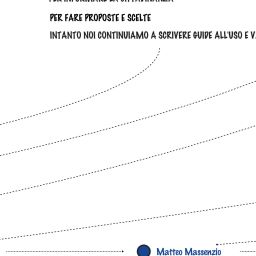 PER FARE PROPOSTE E SCELTE
INTANTO NOI CONTINUIAMO A SCRIVERE GUIDE ALL'USO E
Matteo Massenzio